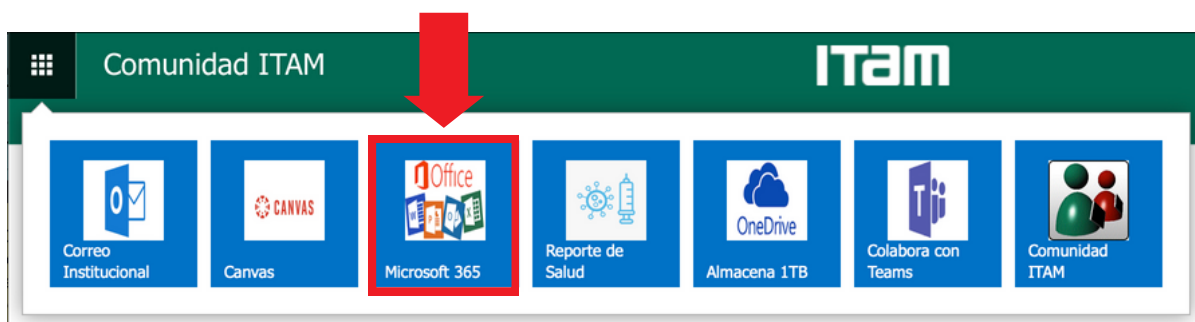 Comunidad ITAM
ITAM
Office
W
P
O
X
O
CANVAS
OneDrive
T
Correo
Institucional
Canvas
Microsoft 365
Reporte de
Salud
Almacena 1TB
Colabora con
Teams
Comunidad
ITAM